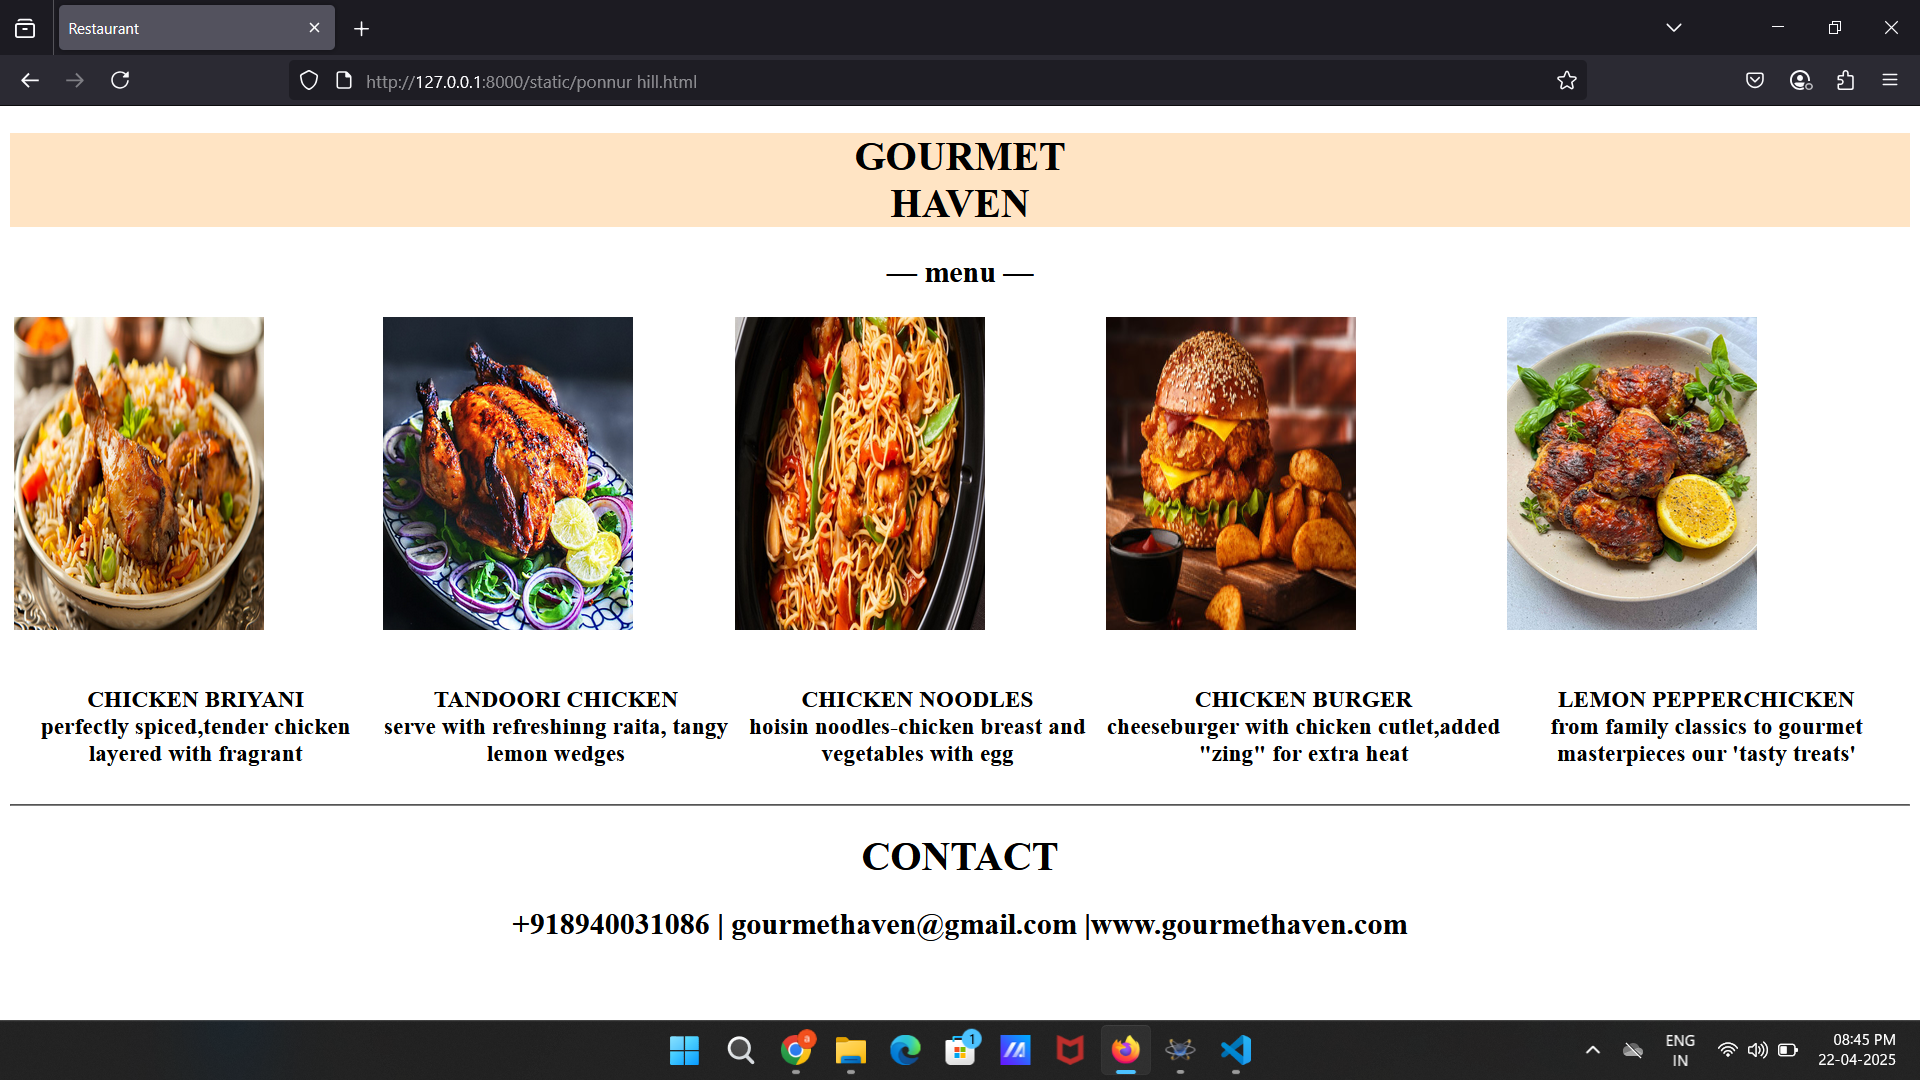 Restaurant
http://127.0.0.1:8000/static/ponnur hill.html
GOURMET
HAVEN
— menu —
CHICKEN BRIYANI
perfectly spiced,tender chicken
layered with fragrant
TANDOORI CHICKEN
serve with refreshinng raita, tangy
lemon wedges
CHICKEN NOODLES
hoisin noodles-chicken breast and
vegetables with egg
CHICKEN BURGER
cheeseburger with chicken cutlet,added
"zing" for extra heat
LEMON PEPPERCHICKEN
from family classics to gourmet
masterpieces our 'tasty treats'
CONTACT
+918940031086 | gourmethaven@gmail.com |www.gourmethaven.com
a
1
ENG
IN
08:45 PM
22-04-2025